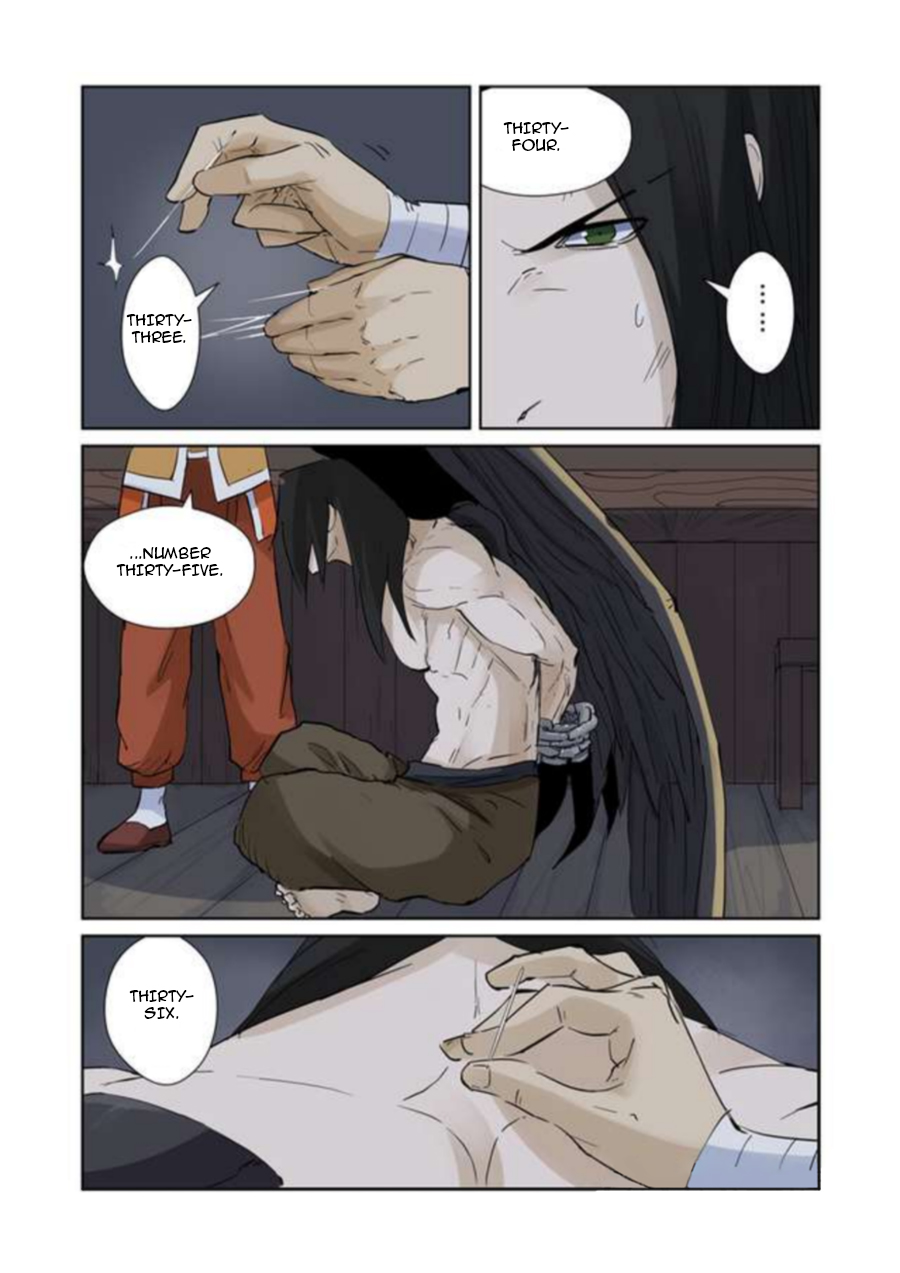 THIRTY-
THREE.
THIRTY-
FOUR.
......
...NUMBER
THIRTY-FIVE.
THIRTY-
SIX.